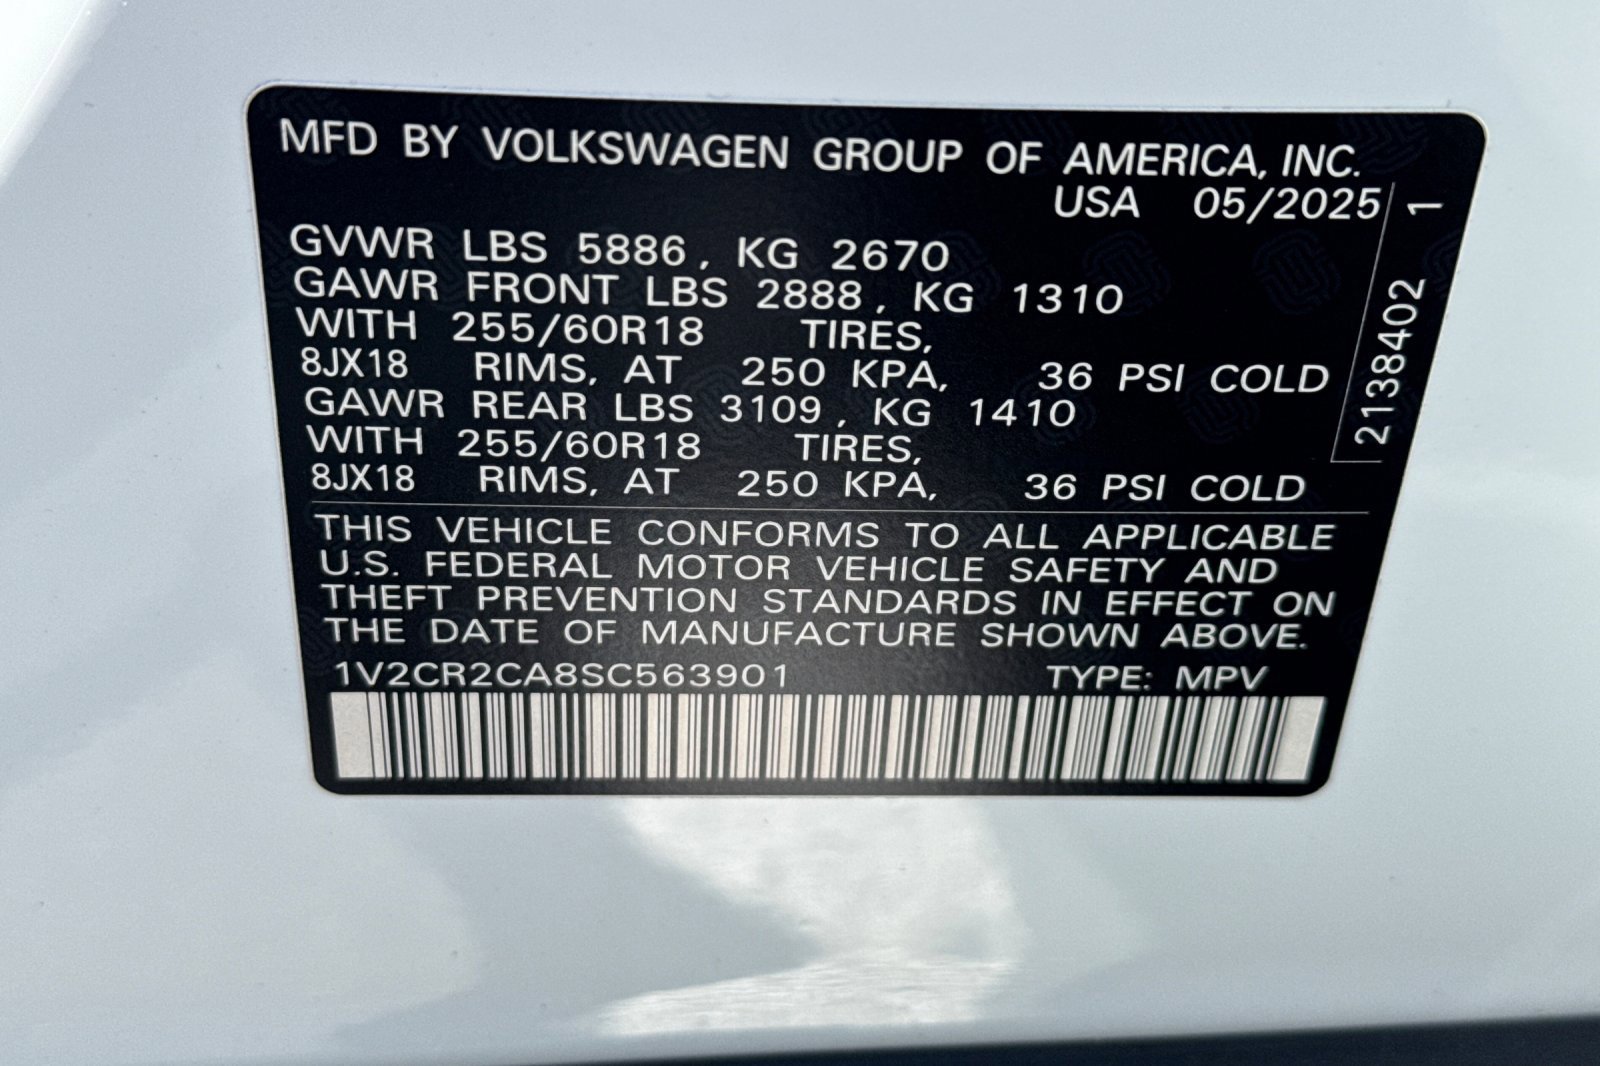 MFD BY VOLKSWAGEN GROUP OF AMERICA, INC.
USA 05/2025
GVWR LBS 5886, KG 2670
GAWR FRONT LBS 2888, KG 1310
WITH 255/60R18 TIRES,
8JX18 RIMS, AT 250 KPA, 36 PSI COLD
GAWR REAR LBS 3109, KG 1410
WITH 255/60R18 TIRES,
8JX18 RIMS, AT 250 KPA, 36 PSI COLD
2138402 1
THIS VEHICLE CONFORMS TO ALL APPLICABLE
U.S. FEDERAL MOTOR VEHICLE SAFETY AND
THEFT PREVENTION STANDARDS IN EFFECT ON
THE DATE OF MANUFACTURE SHOWN ABOVE.
1V2CR2CA8SC563901 TYPE: MPV